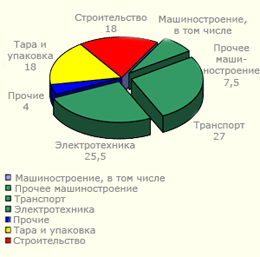 Строительство
18
Машиностроение,
в том числе
Прочее
маши-
ностроение
7,5
Транспорт
27
Электротехника
25,5
Прочие
4
Тара и
упаковка
18
Машиностроение, в том числе
Прочее машиностроение
Транспорт
Электротехника
Прочие
Тара и упаковка
Строительство